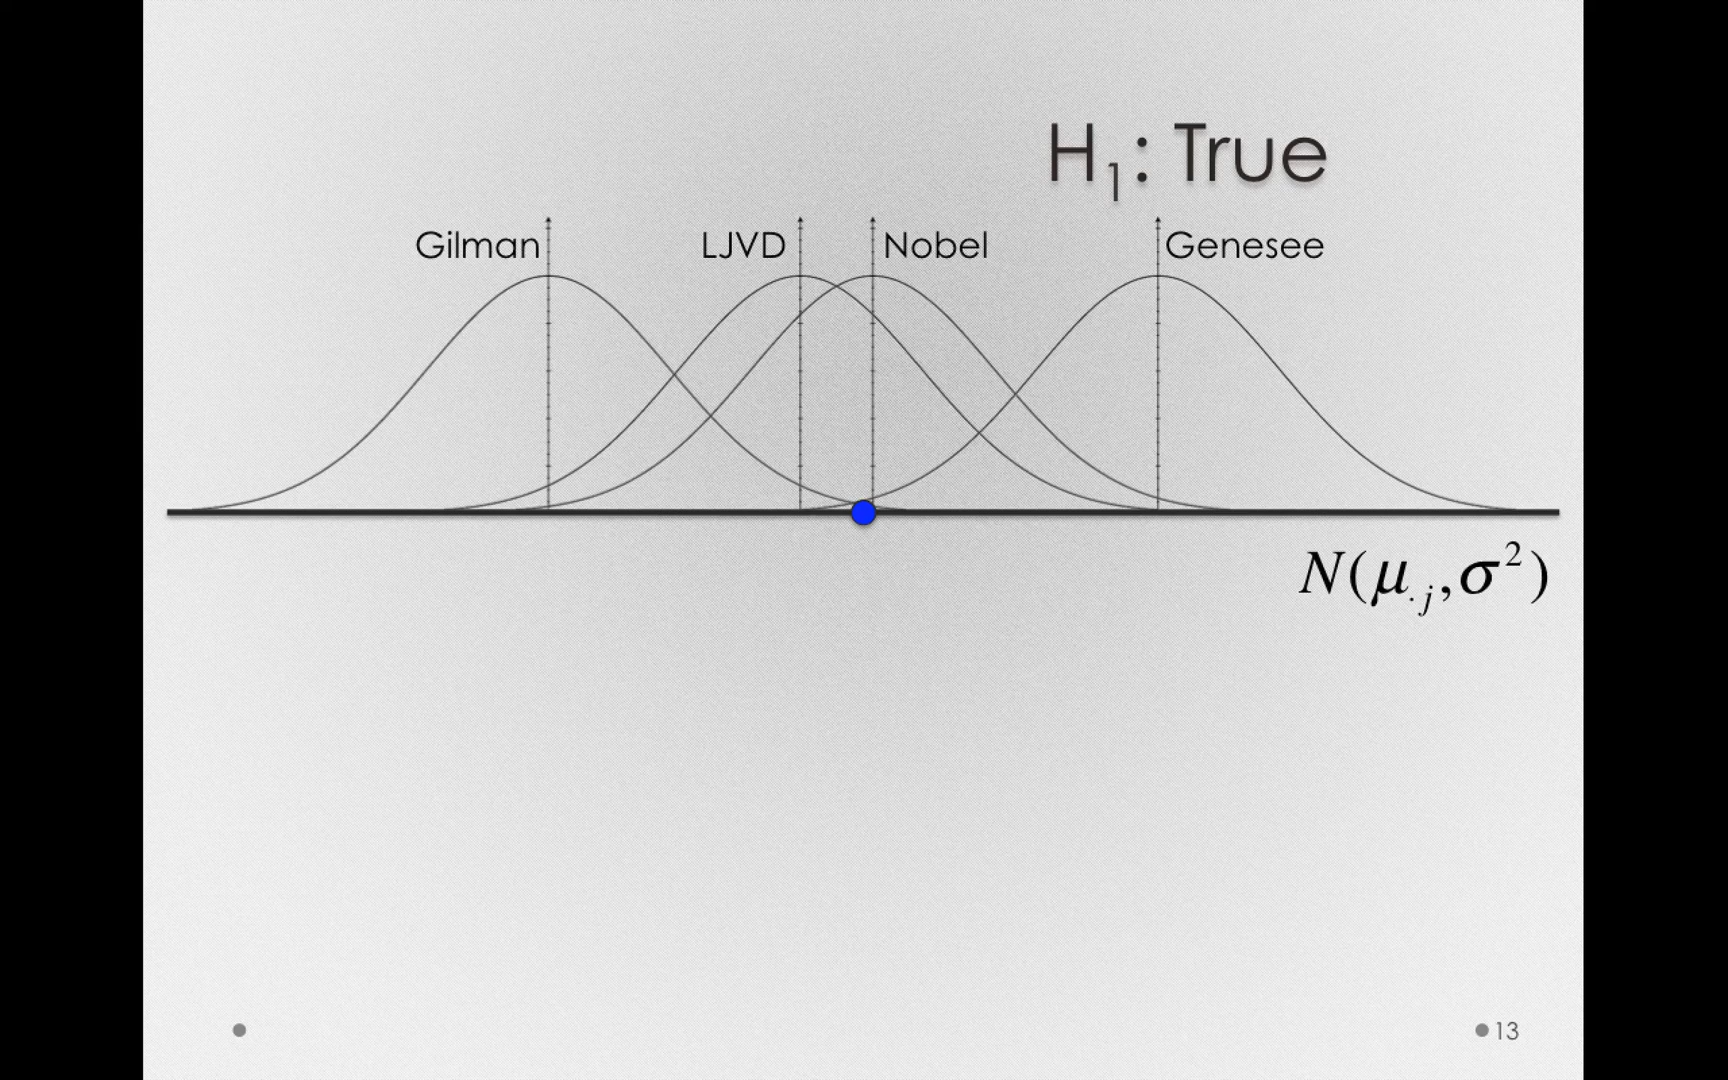 H₁: True
Gilman LJVD Nobel Genesee
N(μ.ⱼ,σ²)
13